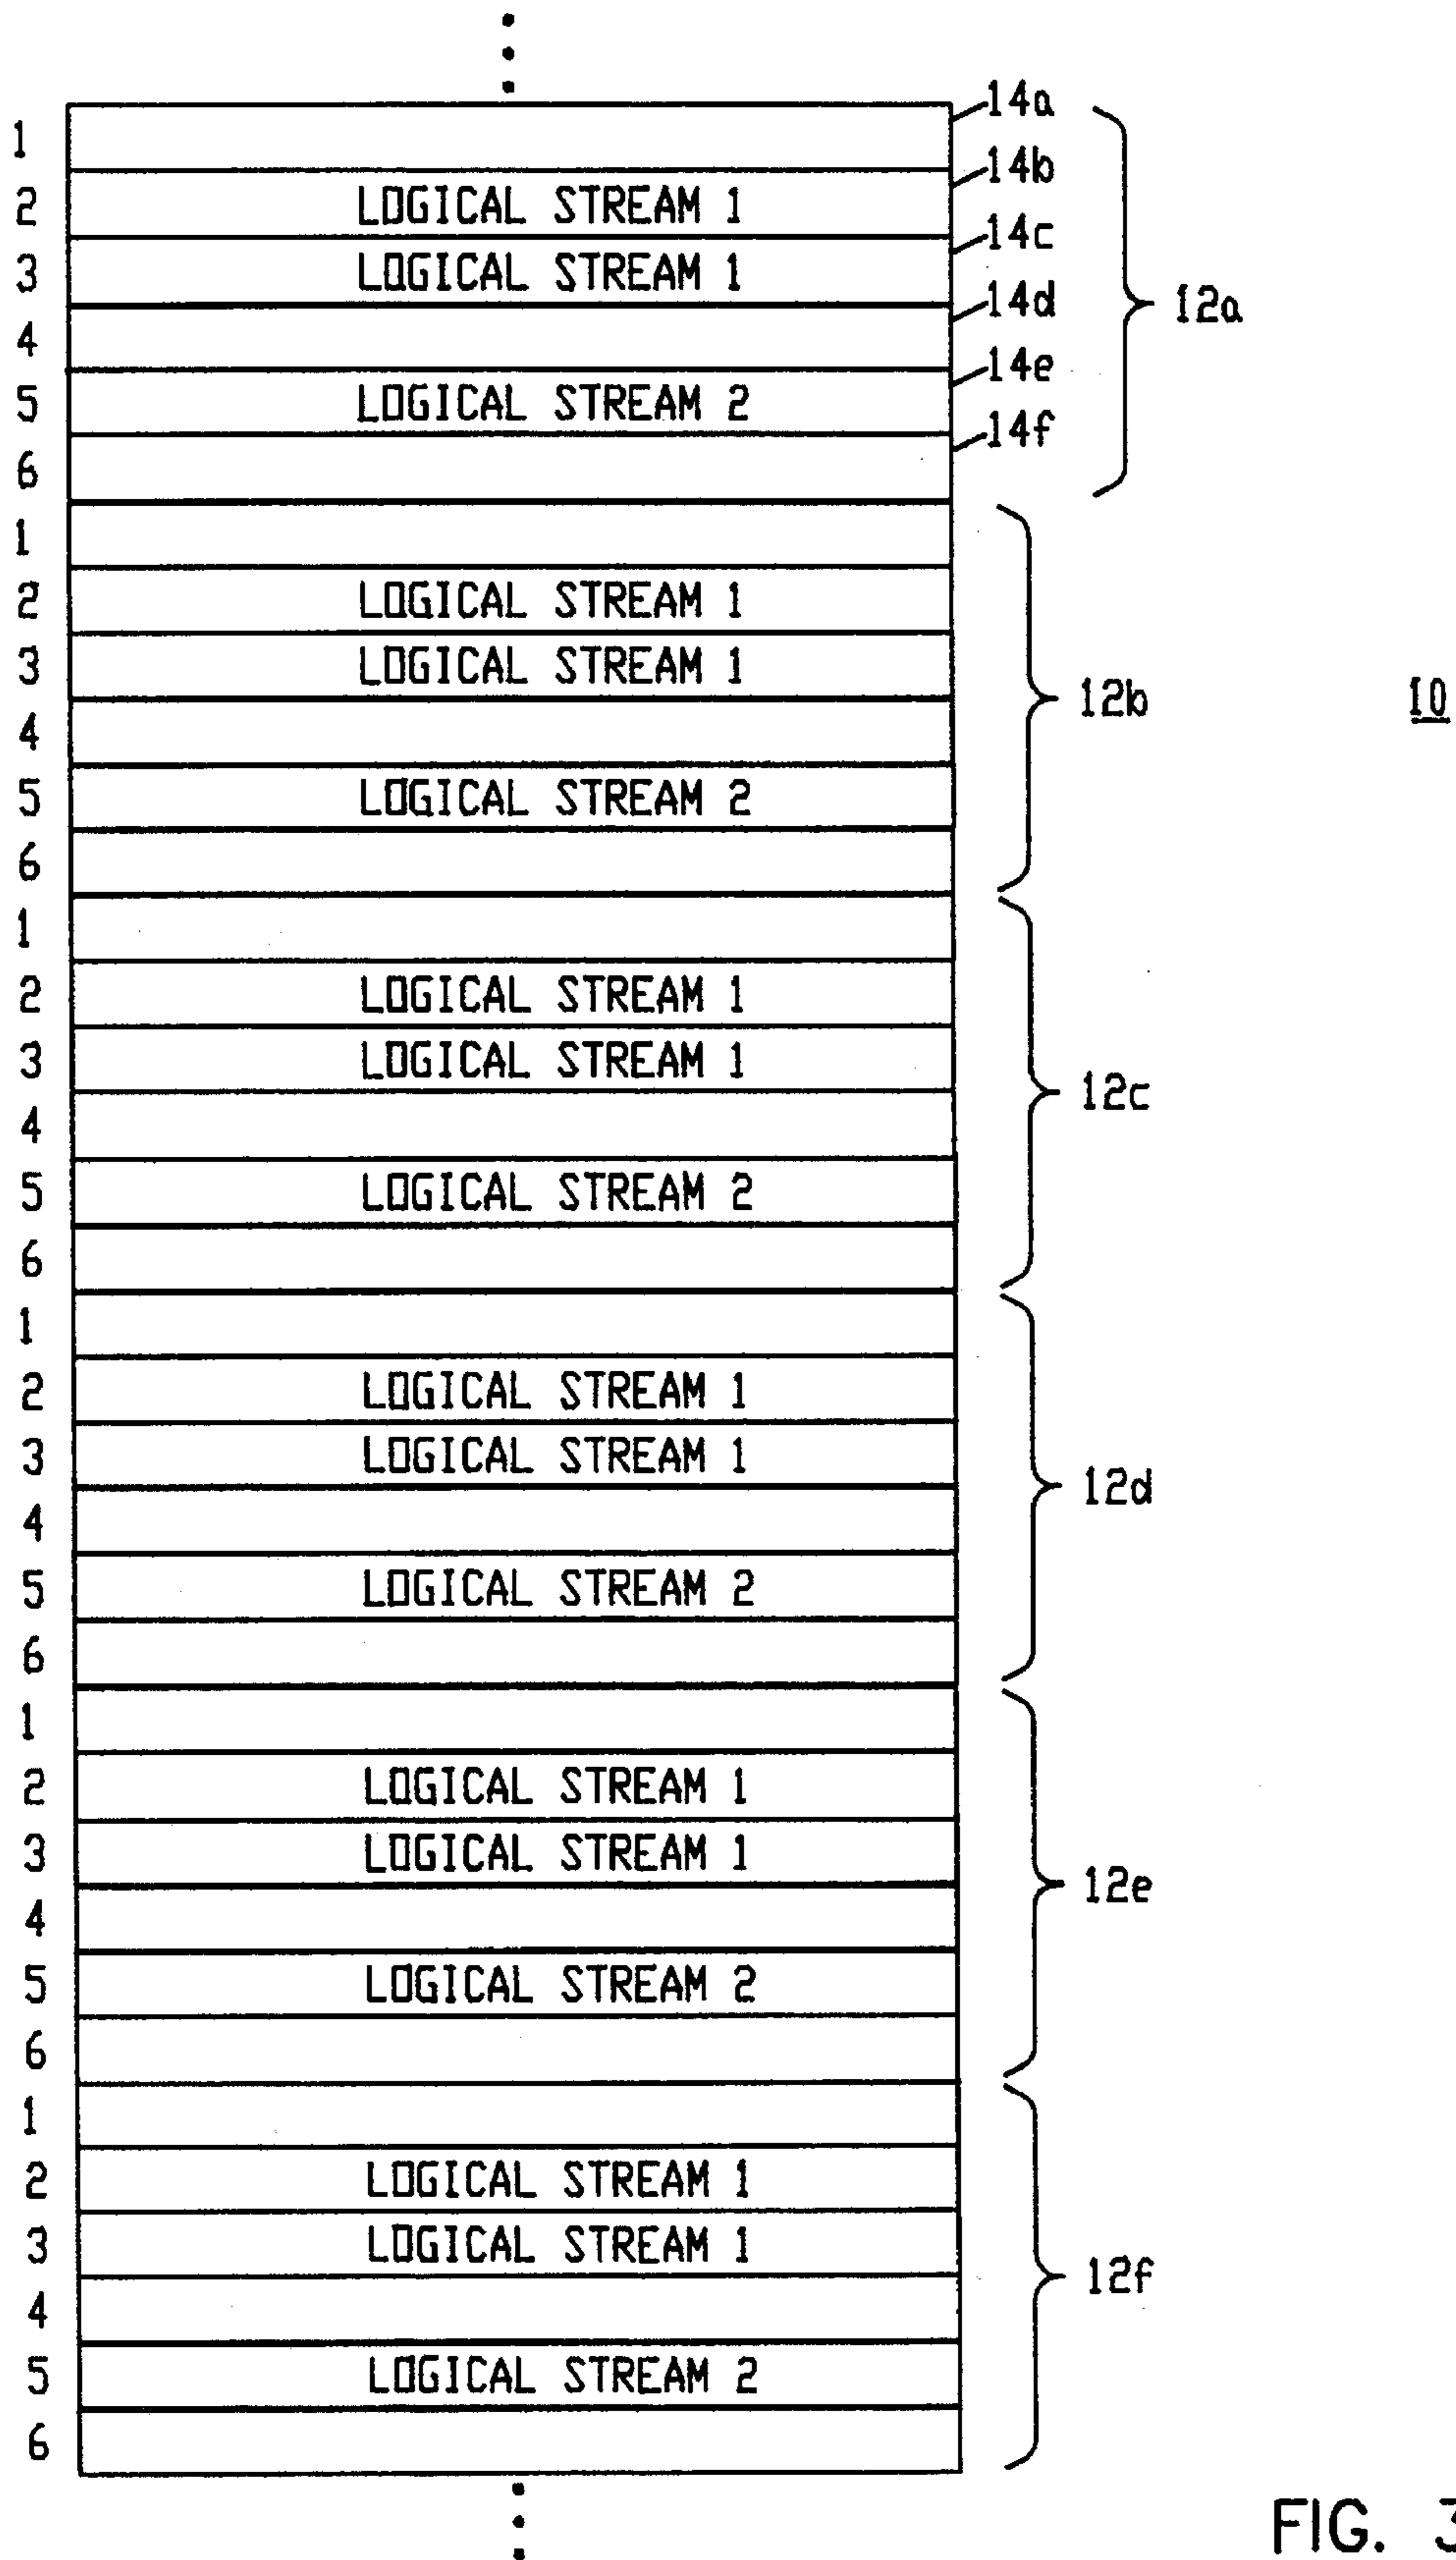 14a
1
14b
2 LOGICAL STREAM 1
14c
3 LOGICAL STREAM 1
14d
12a
4
14e
5 LOGICAL STREAM 2
14f
6
1
2 LOGICAL STREAM 1
3 LOGICAL STREAM 1
12b
10
4
5 LOGICAL STREAM 2
6
1
2 LOGICAL STREAM 1
3 LOGICAL STREAM 1
12c
4
5 LOGICAL STREAM 2
6
1
2 LOGICAL STREAM 1
3 LOGICAL STREAM 1
12d
4
5 LOGICAL STREAM 2
6
1
2 LOGICAL STREAM 1
3 LOGICAL STREAM 1
12e
4
5 LOGICAL STREAM 2
6
1
2 LOGICAL STREAM 1
3 LOGICAL STREAM 1
12f
4
5 LOGICAL STREAM 2
6
FIG. 3